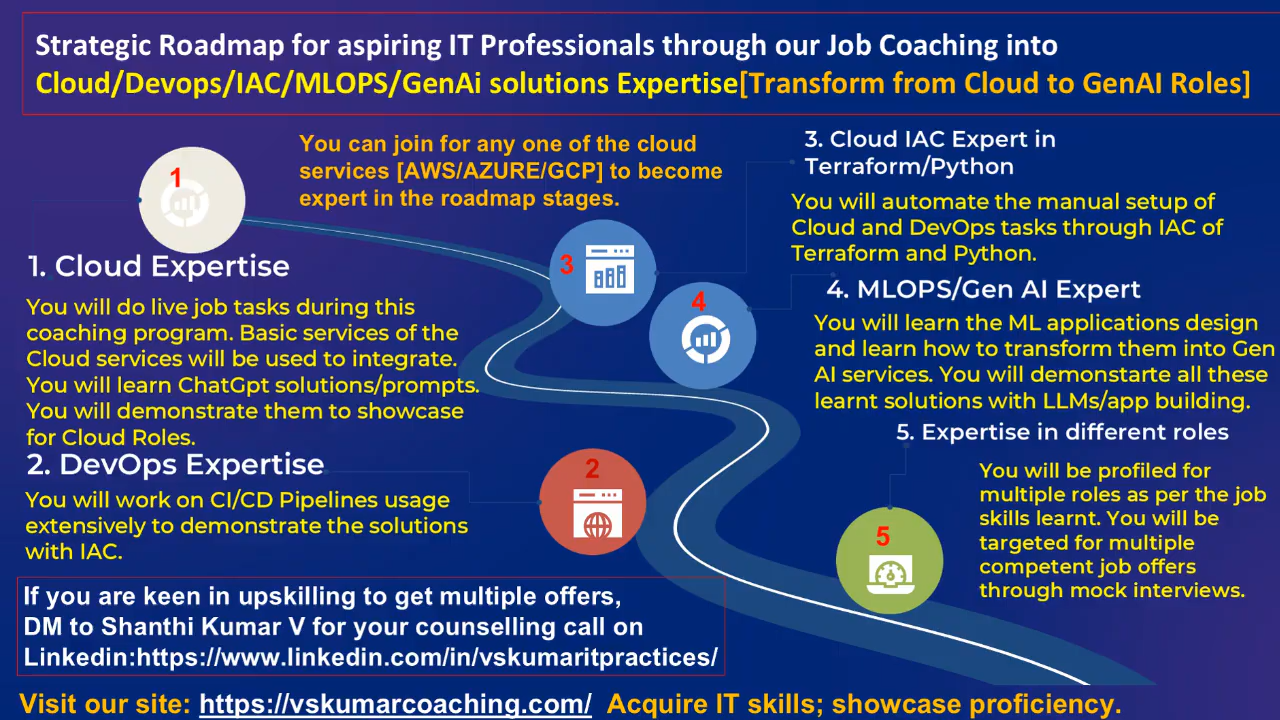 Strategic Roadmap for aspiring IT Professionals through our Job Coaching into
Cloud/Devops/IAC/MLOPS/GenAi solutions Expertise[Transform from Cloud to GenAI Roles]
You can join for any one of the cloud
services [AWS/AZURE/GCP] to become
expert in the roadmap stages.
1
1. Cloud Expertise
You will do live job tasks during this
coaching program. Basic services of the
Cloud services will be used to integrate.
You will learn ChatGpt solutions/prompts.
You will demonstrate them to showcase
for Cloud Roles.
2. DevOps Expertise
You will work on CI/CD Pipelines usage
extensively to demonstrate the solutions
with IAC.
2
3
3. Cloud IAC Expert in
Terraform/Python
You will automate the manual setup of
Cloud and DevOps tasks through IAC of
Terraform and Python.
4
4. MLOPS/Gen AI Expert
You will learn the ML applications design
and learn how to transform them into Gen
AI services. You will demonstarte all these
learnt solutions with LLMs/app building.
5. Expertise in different roles
5
You will be profiled for
multiple roles as per the job
skills learnt. You will be
targeted for multiple
competent job offers
through mock interviews.
If you are keen in upskilling to get multiple offers,
DM to Shanthi Kumar V for your counselling call on
Linkedin:https://www.linkedin.com/in/vskumaritpractices/
Visit our site: https://vskumarcoaching.com/ Acquire IT skills; showcase proficiency.